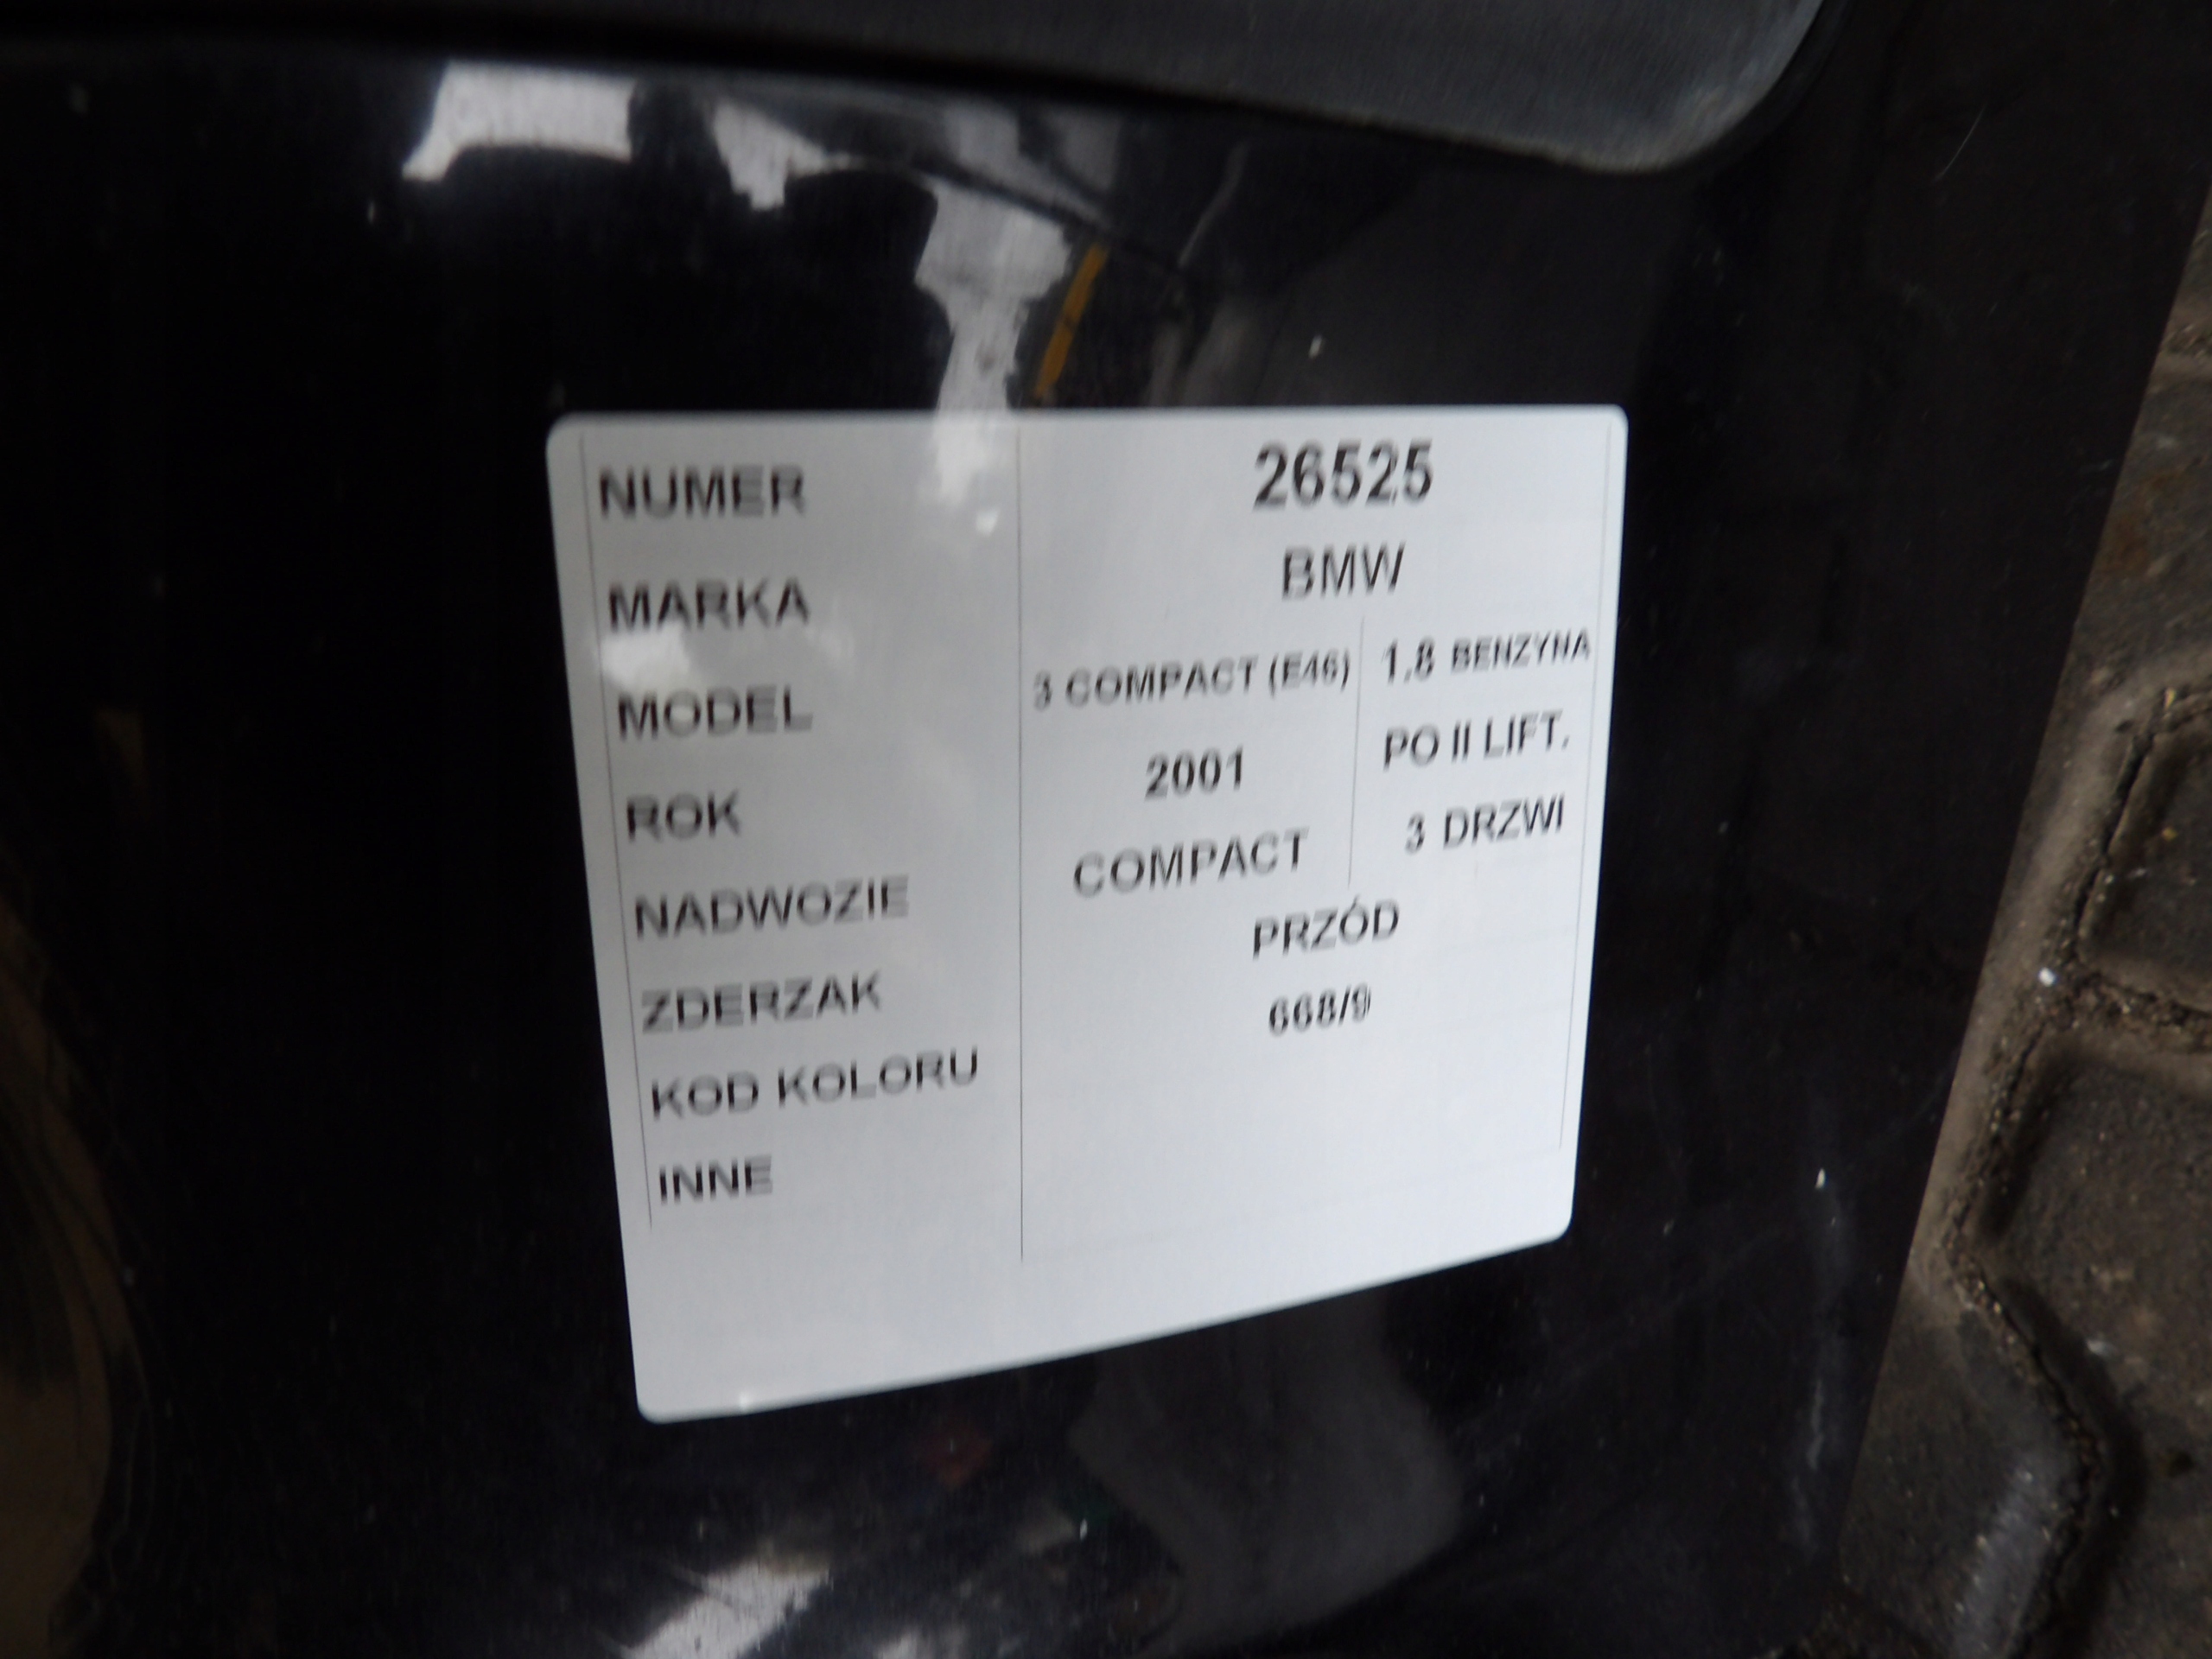 NUMER 26525
MARKA BMW
MODEL 3 COMPACT (E46) 1.8 BENZYNA
ROK 2001 PO II LIFT.
NADWOZIE COMPACT 3 DRZWI
ZDERZAK PRZÓD
KOD KOLORU 668/9
INNE